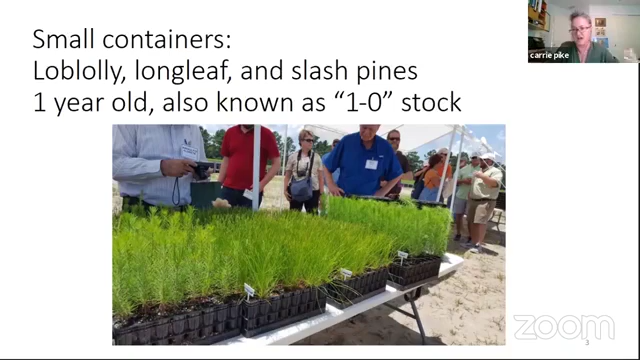 Small containers:
Loblolly, longleaf, and slash pines
1 year old, also known as “1-0” stock
carrie pike
zoom
3